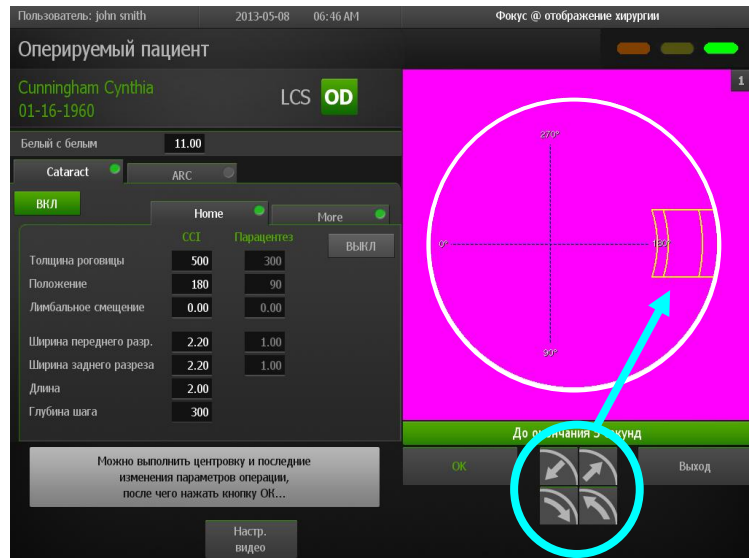 Пользователь: john smith 2013-05-08 06:46 AM
Фокус @ отображение хирургии
Оперируемый пациент
Cunningham Cynthia
01-16-1960
LCS OD
1
Белый с белым 11.00
Cataract ARC
ВКЛ
Home More
CCI Парацентез ВЫКЛ
Толщина роговицы 500 300
Положение 180 90
Лимбальное смещение 0.00 0.00
Ширина переднего разр. 2.20 1.00
Ширина заднего разреза 2.20 1.00
Длина 2.00
Глубина шага 300
270°
0° 180°
90°
До окончания 5 секунд
Можно выполнить центровку и последние
изменения параметров операции,
после чего нажать кнопку ОК...
OK Выход
Настр.
видео